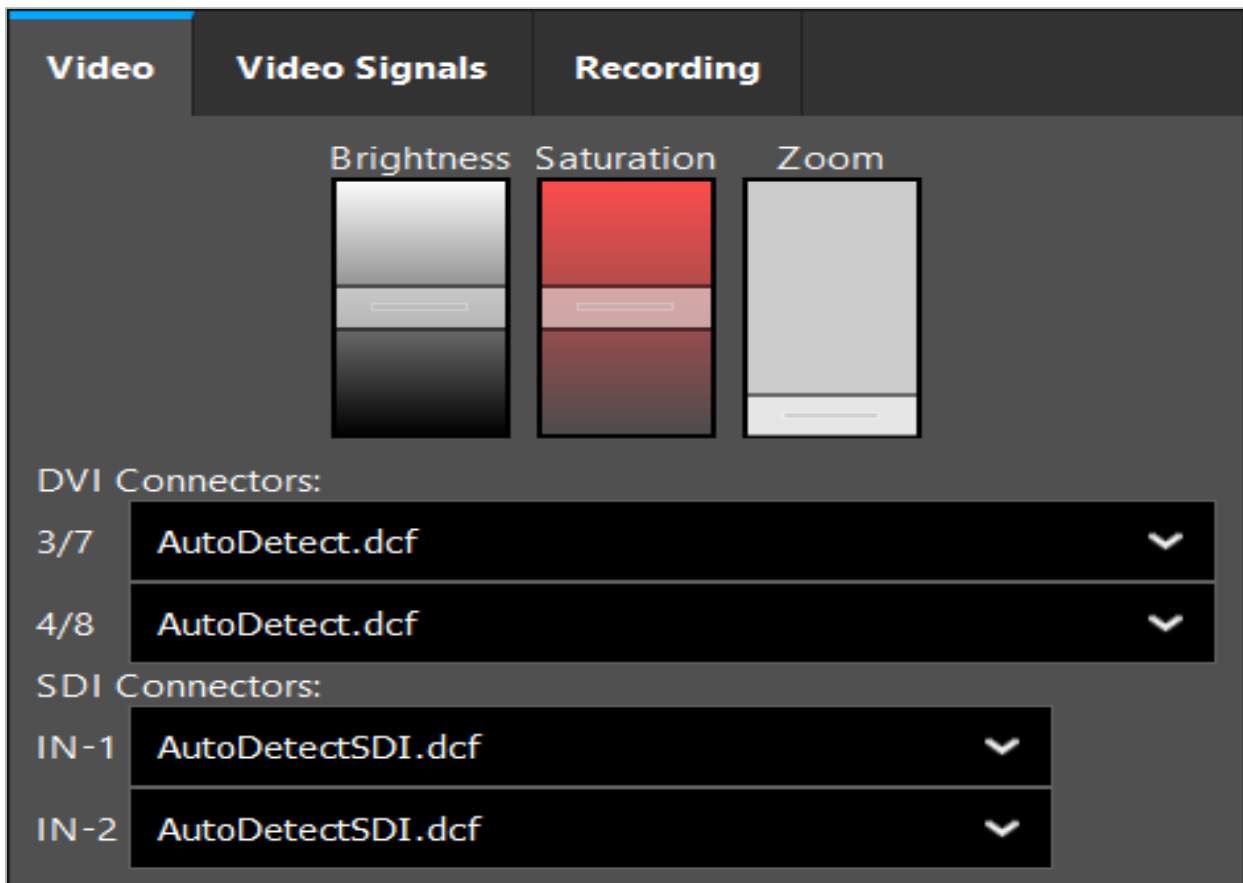 Video Video Signals Recording
Brightness Saturation Zoom
DVI Connectors:
3/7 AutoDetect.dcf
4/8 AutoDetect.dcf
SDI Connectors:
IN-1 AutoDetectSDI.dcf
IN-2 AutoDetectSDI.dcf